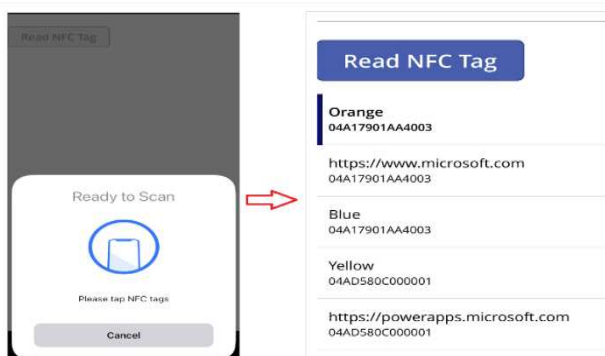 Read NFC Tag
Ready to Scan
Please tap NFC tags
Cancel
Read NFC Tag
Orange
04A17901AA4003
https://www.microsoft.com
04A17901AA4003
Blue
04A17901AA4003
Yellow
04AD580C000001
https://powerapps.microsoft.com
04AD580C000001